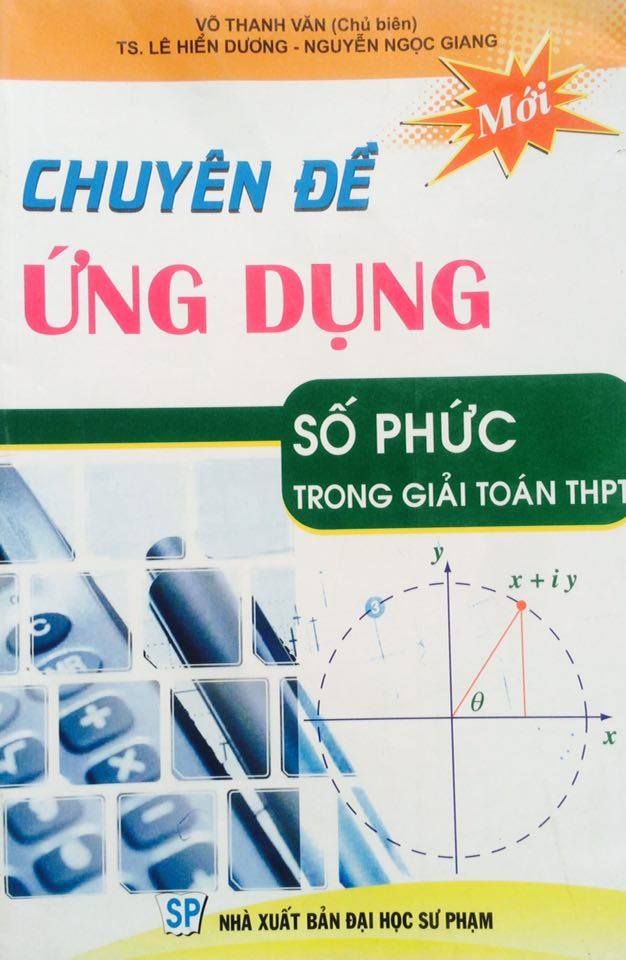 VÕ THANH VĂN (Chủ biên)
TS. LÊ HIỂN DƯƠNG - NGUYỄN NGỌC GIANG
Mới
CHUYÊN ĐỀ
ỨNG DỤNG
SỐ PHỨC
TRONG GIẢI TOÁN THPT
y
x + i y
3
θ
x
C
SP
NHÀ XUẤT BẢN ĐẠI HỌC SƯ PHẠM